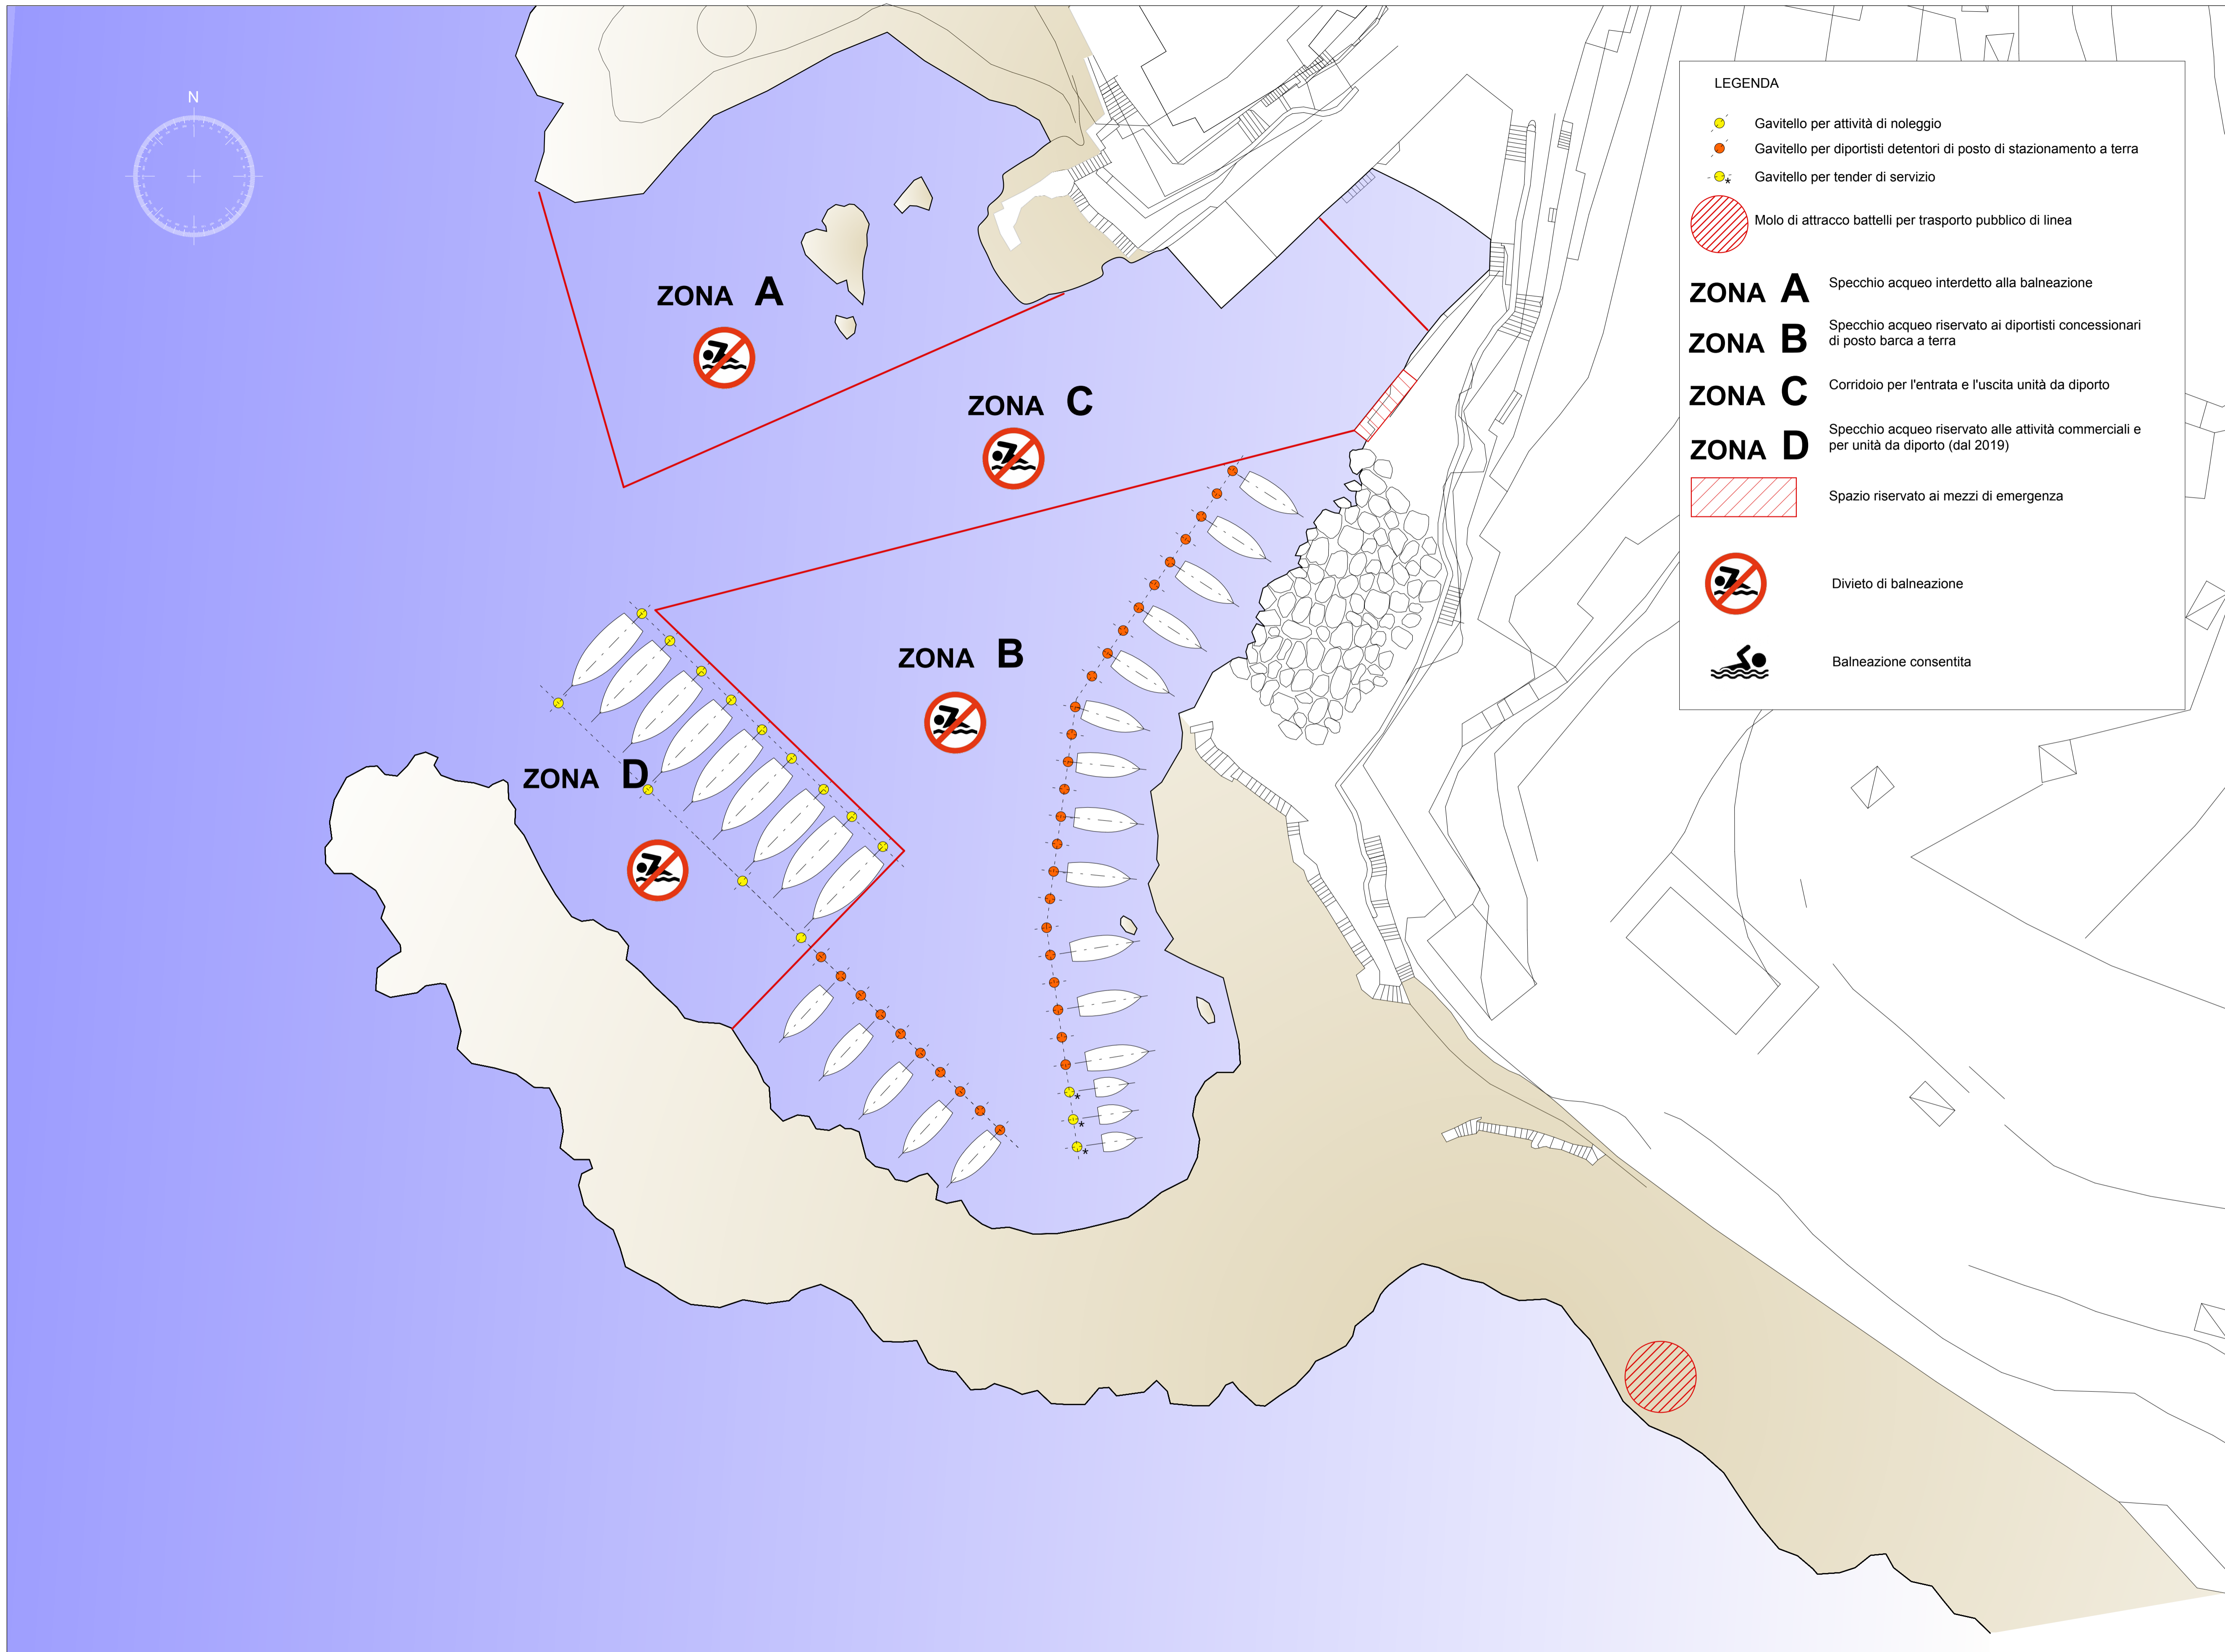 N
ZONA A
ZONA C
ZONA B
ZONA D
*
*
*
LEGENDA
Gavitello per attività di noleggio
Gavitello per diportisti detentori di posto di stazionamento a terra
* Gavitello per tender di servizio
Molo di attracco battelli per trasporto pubblico di linea
ZONA A Specchio acqueo interdetto alla balneazione
ZONA B Specchio acqueo riservato ai diportisti concessionari
di posto barca a terra
ZONA C Corridoio per l'entrata e l'uscita unità da diporto
ZONA D Specchio acqueo riservato alle attività commerciali e
per unità da diporto (dal 2019)
Spazio riservato ai mezzi di emergenza
Divieto di balneazione
Balneazione consentita